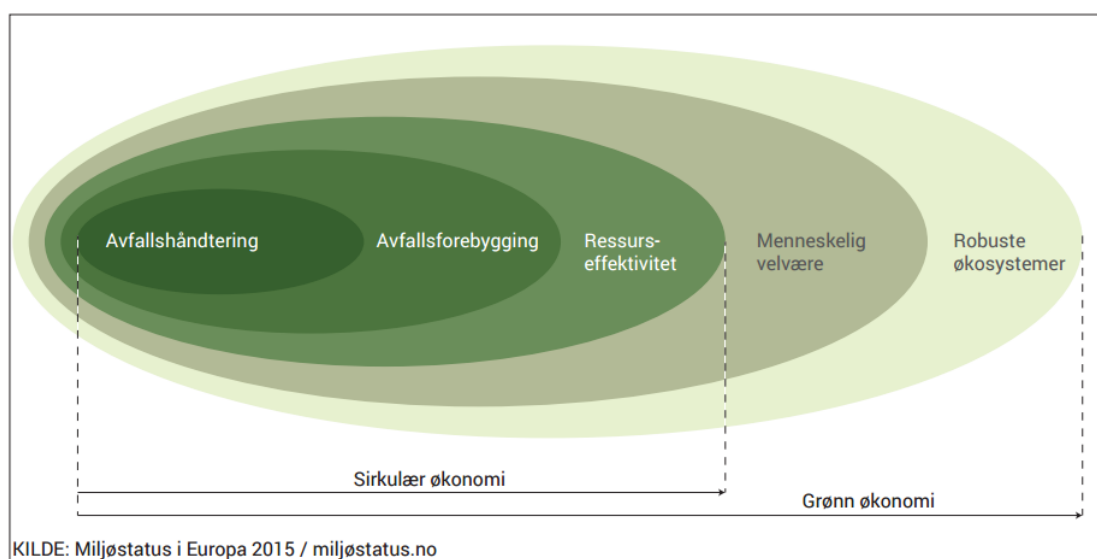 Avfallshåndtering
Avfallsforebygging
Ressurs-
effektivitet
Menneskelig
velvære
Robuste
økosystemer
Sirkulær økonomi
Grønn økonomi
KILDE: Miljøstatus i Europa 2015 / miljøstatus.no